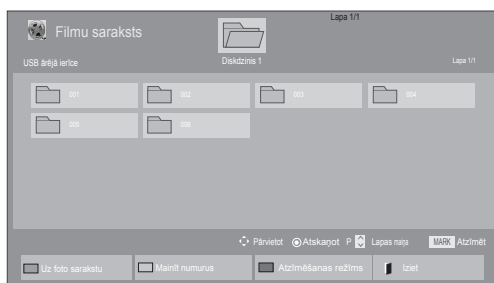 Lapa 1/1
Filmu saraksts
USB ārējā ierīce
Diskdzinis 1
Lapa 1/1
001 002 003 004
005 006
Pārvietot Atskaņot P Lapas maiņa MARK Atzīmēt
Uz foto sarakstu Mainīt numurus Atzīmēšanas režīms Iziet